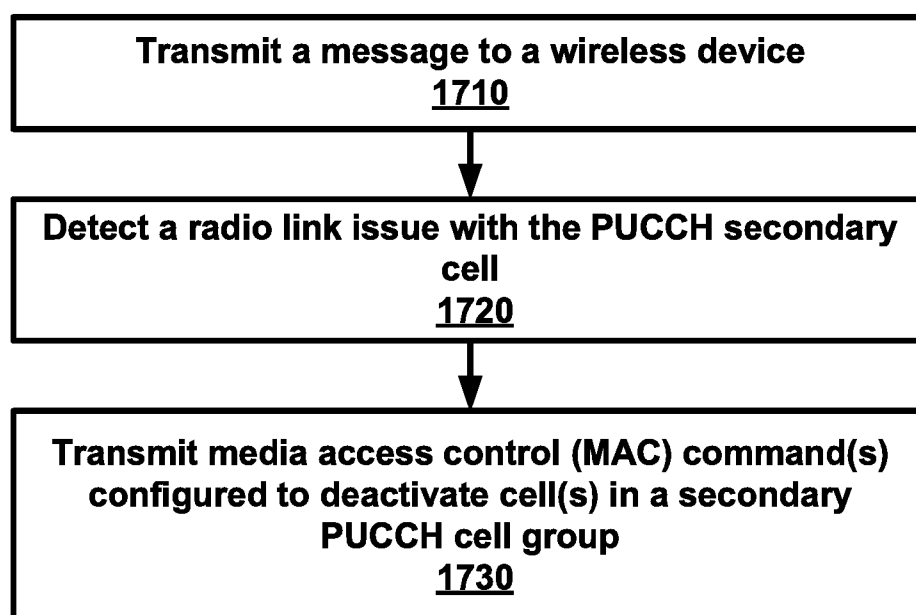 Transmit a message to a wireless device
1710
Detect a radio link issue with the PUCCH secondary
cell
1720
Transmit media access control (MAC) command(s)
configured to deactivate cell(s) in a secondary
PUCCH cell group
1730